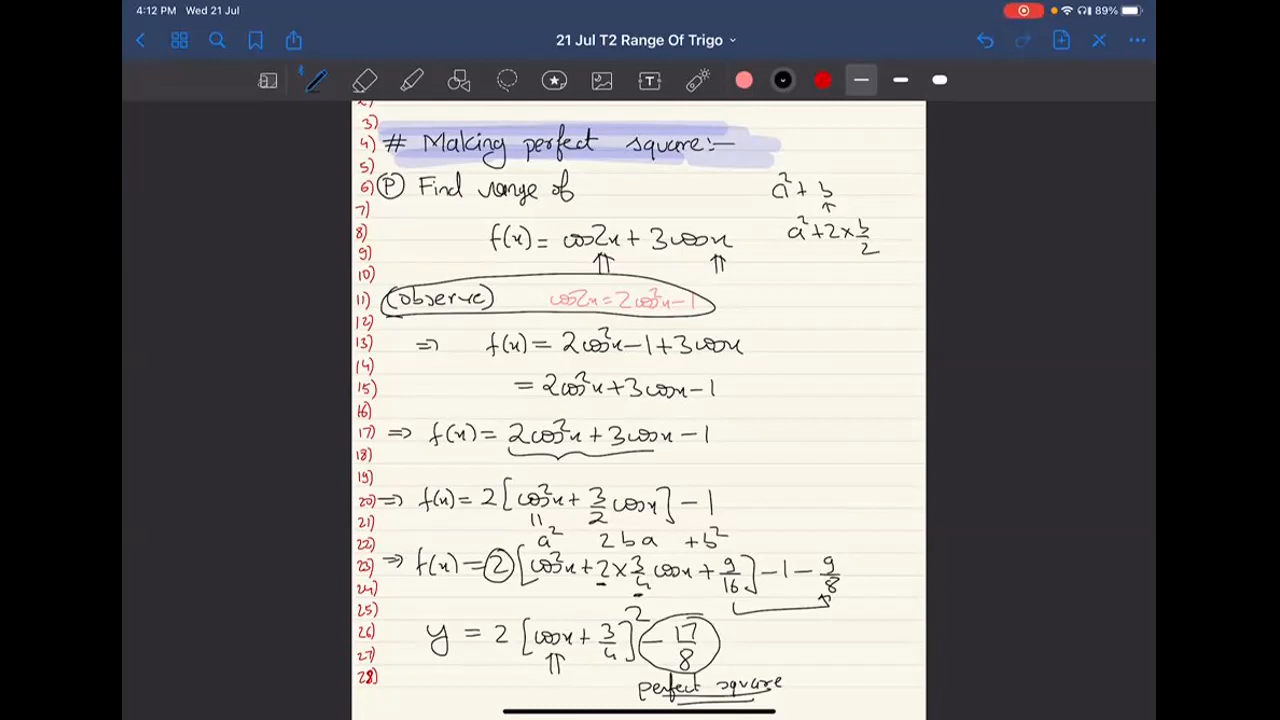 4:12 PM Wed 21 Jul
89%
21 Jul T2 Range Of Trigo
3)
4) # Making perfect square:-
5)
6) (P) Find range of
a² + b
7)
a² + 2 × b/2
8) f(x) = cos2x + 3cosx
9)
10)
11) (observe) cos2x = 2cos²x - 1
12)
13) ⇒ f(x) = 2cos²x - 1 + 3cosx
14)
15) = 2cos²x + 3cosx - 1
16)
17) ⇒ f(x) = 2cos²x + 3cosx - 1
18)
19)
20) ⇒ f(x) = 2[cos²x + 3/2 cosx] - 1
21)
22) a² 2ba + b²
23) ⇒ f(x) = 2[cos²x + 2 × 3/4 cosx + 9/16] - 1 - 9/8
24)
25)
26) y = 2[cosx + 3/4]² - 17/8
27)
28) perfect square